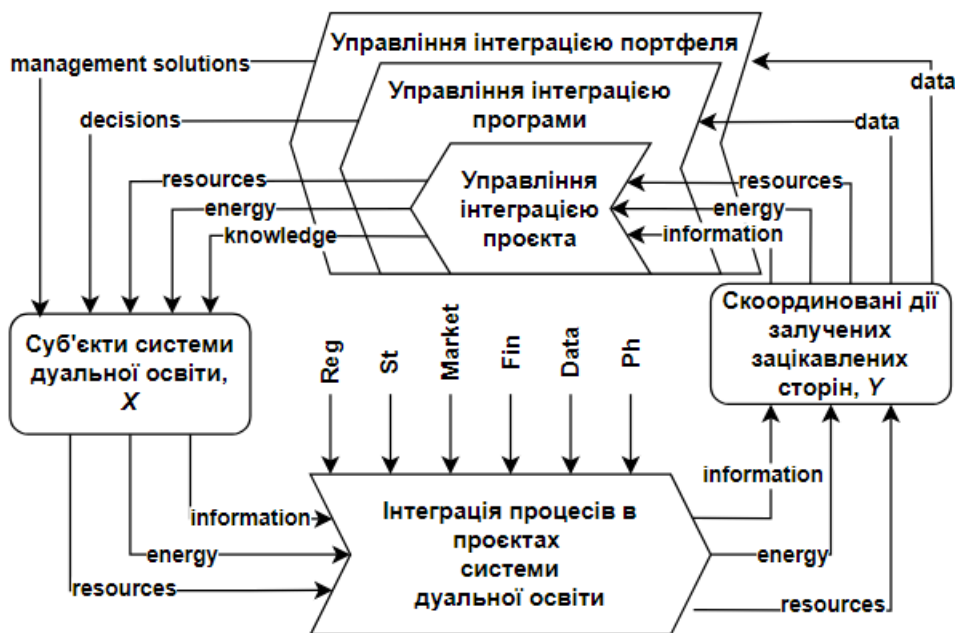 Управління інтеграцією портфеля
management solutions
data
Управління інтеграцією
програми
decisions
data
Управління
інтеграцією
проєкта
resources
energy
knowledge
resources
energy
information
Суб'єкти системи
дуальної освіти,
X
Reg
St
Market
Fin
Data
Ph
Скоординовані дії
залучених
зацікавлених
сторін, Y
information
energy
resources
Інтеграція процесів в
проєктах
системи
дуальної освіти
information
energy
resources